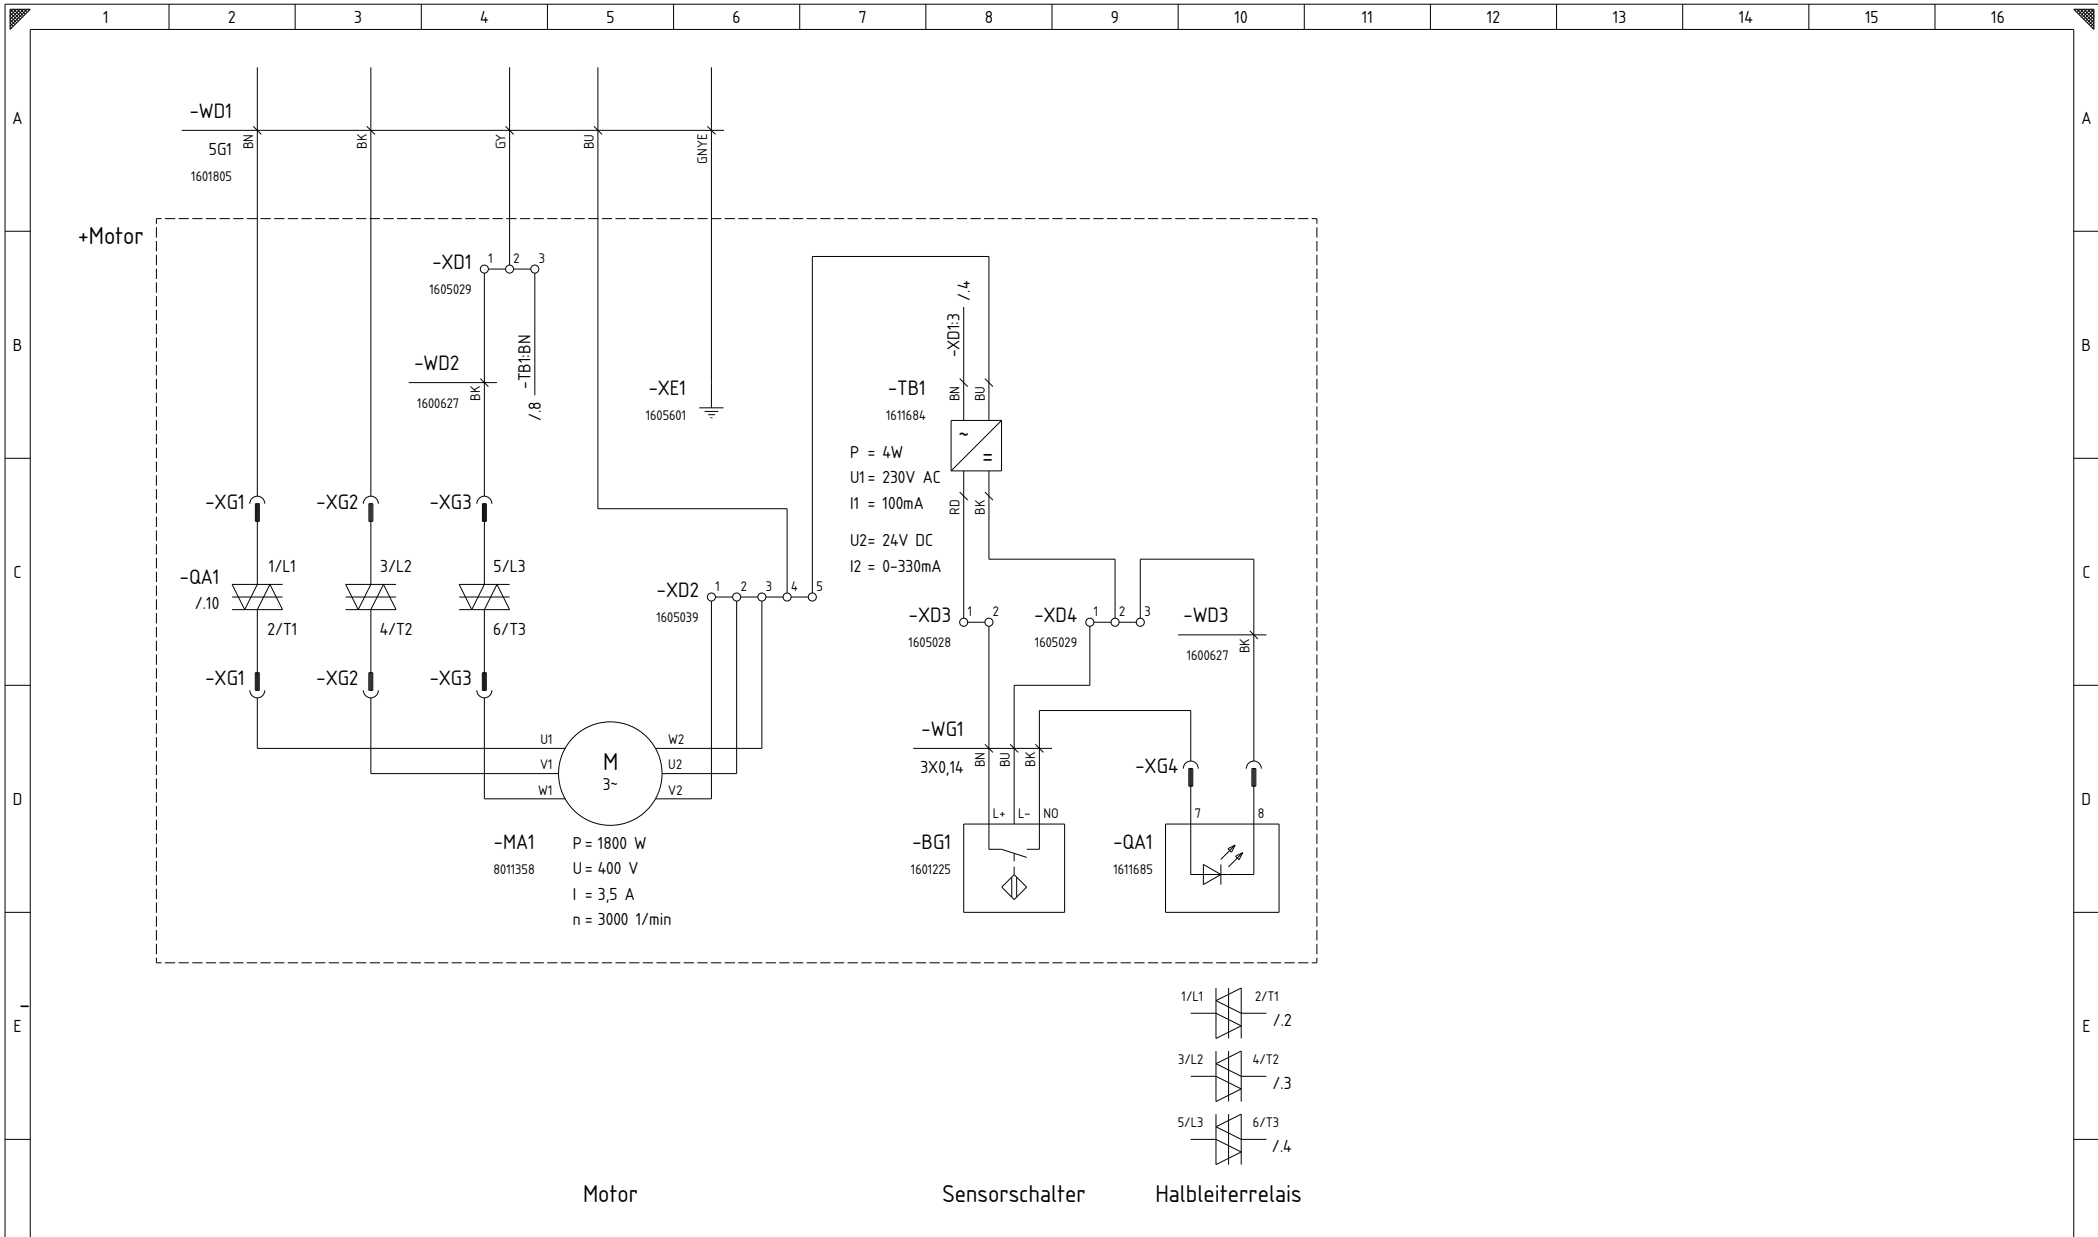 1 2 3 4 5 6 7 8 9 10 11 12 13 14 15 16
A A
-WD1
5G1
1601805
BN BK GY BU GNYE
+Motor
-XD1 1 2 3
1605029
B B
-WD2
1600627
BK
-TB1:BN
/.8
-XE1
1605601
-XD1:3
/.4
-TB1
1611684
BN BU
~
=
P = 4W
U1= 230V AC
I1 = 100mA
U2= 24V DC
I2 = 0-330mA
RD BK
-XG1 -XG2 -XG3
C C
-QA1
/.10
1/L1 3/L2 5/L3
2/T1 4/T2 6/T3
-XD2 1 2 3 4 5
1605039
-XD3 1 2
1605028
-XD4 1 2 3
1605029
-WD3
1600627
BK
-XG1 -XG2 -XG3
U1 W2
V1 U2
W1 V2
M
3~
-WG1
3X0,14
BN BU BK
-XG4
D D
-MA1
8011358
P = 1800 W
U = 400 V
I = 3,5 A
n = 3000 1/min
L+ L- NO
-BG1
1601225
7 8
-QA1
1611685
E E
1/L1 2/T1
/.2
3/L2 4/T2
/.3
5/L3 6/T3
/.4
Motor Sensorschalter Halbleiterrelais